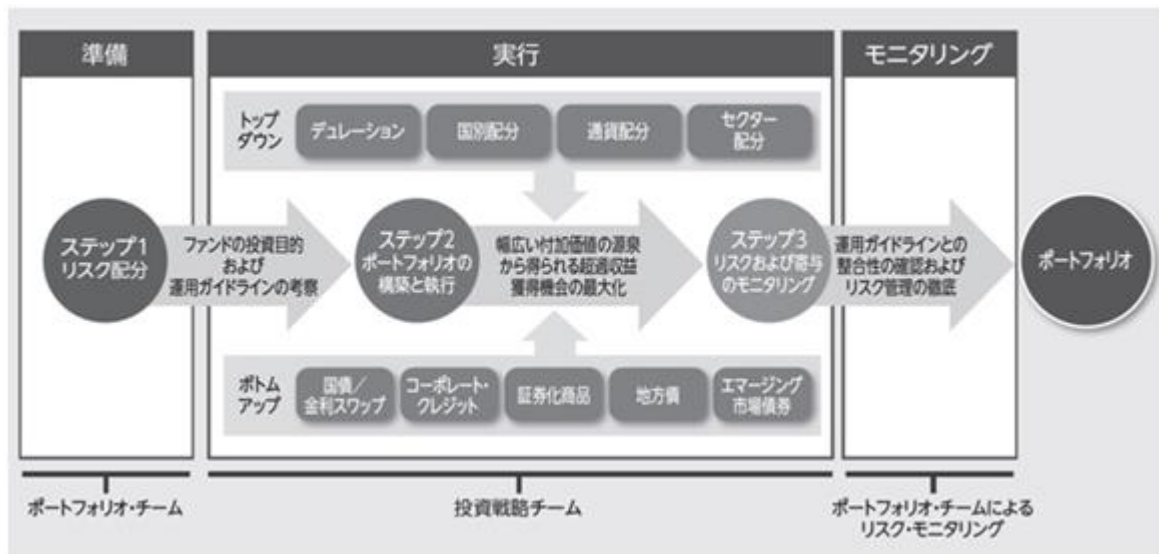 準備
実行
モニタリング
トップ
ダウン
デュレーション
国別配分
通貨配分
セクター
配分
ステップ1
リスク配分
ファンドの投資目的
および
運用ガイドラインの考察
ステップ2
ポートフォリオの
構築と執行
幅広い付加価値の源泉
から得られる超過収益
獲得機会の最大化
ステップ3
リスクおよび寄与
のモニタリング
運用ガイドラインとの
整合性の確認および
リスク管理の徹底
ポートフォリオ
ボトム
アップ
国債／
金利スワップ
コーポレート・
クレジット
証券化商品
地方債
エマージング
市場債券
ポートフォリオ・チーム
投資戦略チーム
ポートフォリオ・チームによる
リスク・モニタリング